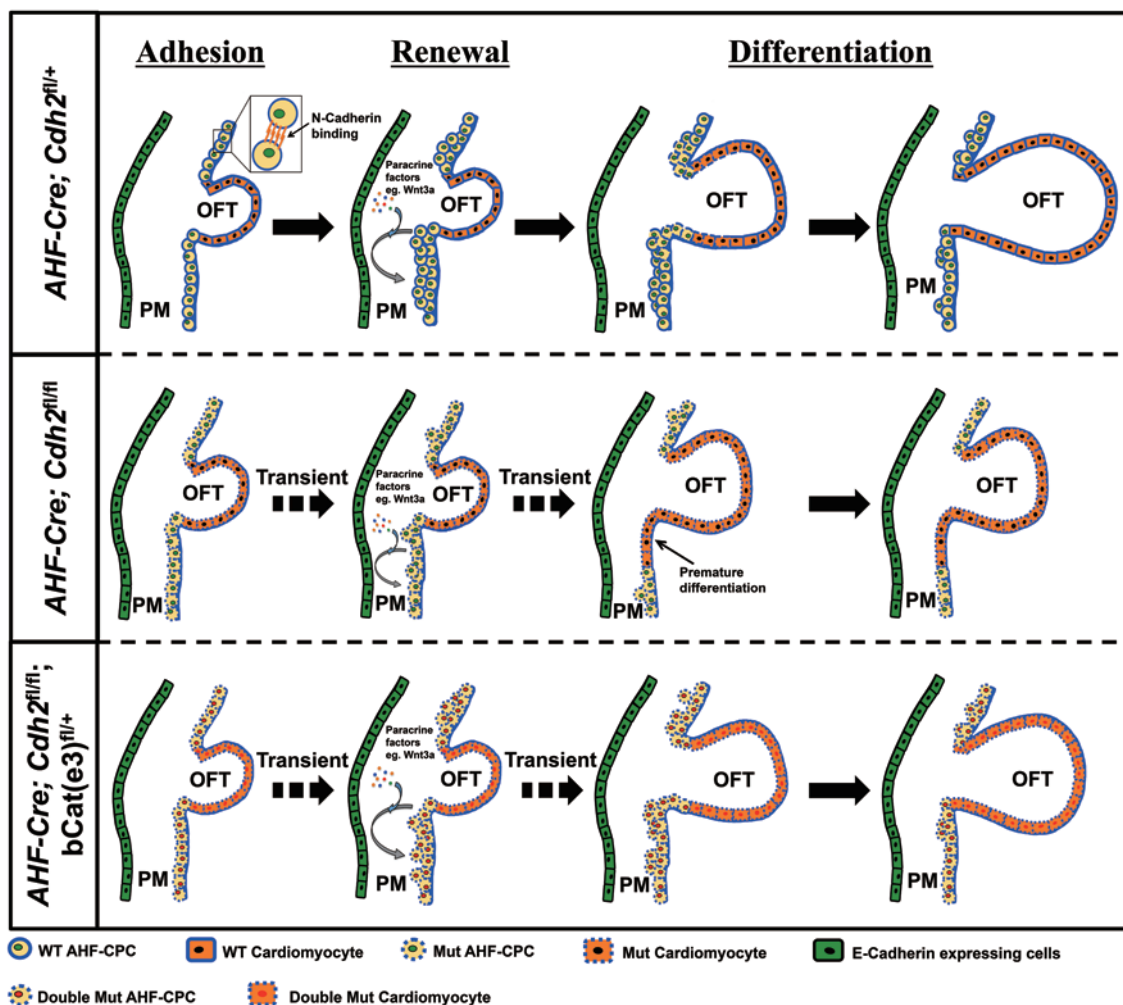 Adhesion Renewal Differentiation
AHF-Cre; Cdh2fl/+
N-Cadherin
binding
Paracrine
factors
eg. Wnt3a
OFT
OFT
OFT
OFT
PM
PM
PM
PM
AHF-Cre; Cdh2fl/fl
Transient
Transient
Paracrine factors
eg. Wnt3a
OFT
OFT
OFT
OFT
Premature
differentiation
PM
PM
PM
PM
AHF-Cre; Cdh2fl/fl;
bCat(e3)fl/+
Transient
Transient
Paracrine
factors
eg. Wnt3a
OFT
OFT
OFT
OFT
PM
PM
PM
PM
WT AHF-CPC WT Cardiomyocyte Mut AHF-CPC Mut Cardiomyocyte E-Cadherin expressing cells
Double Mut AHF-CPC Double Mut Cardiomyocyte